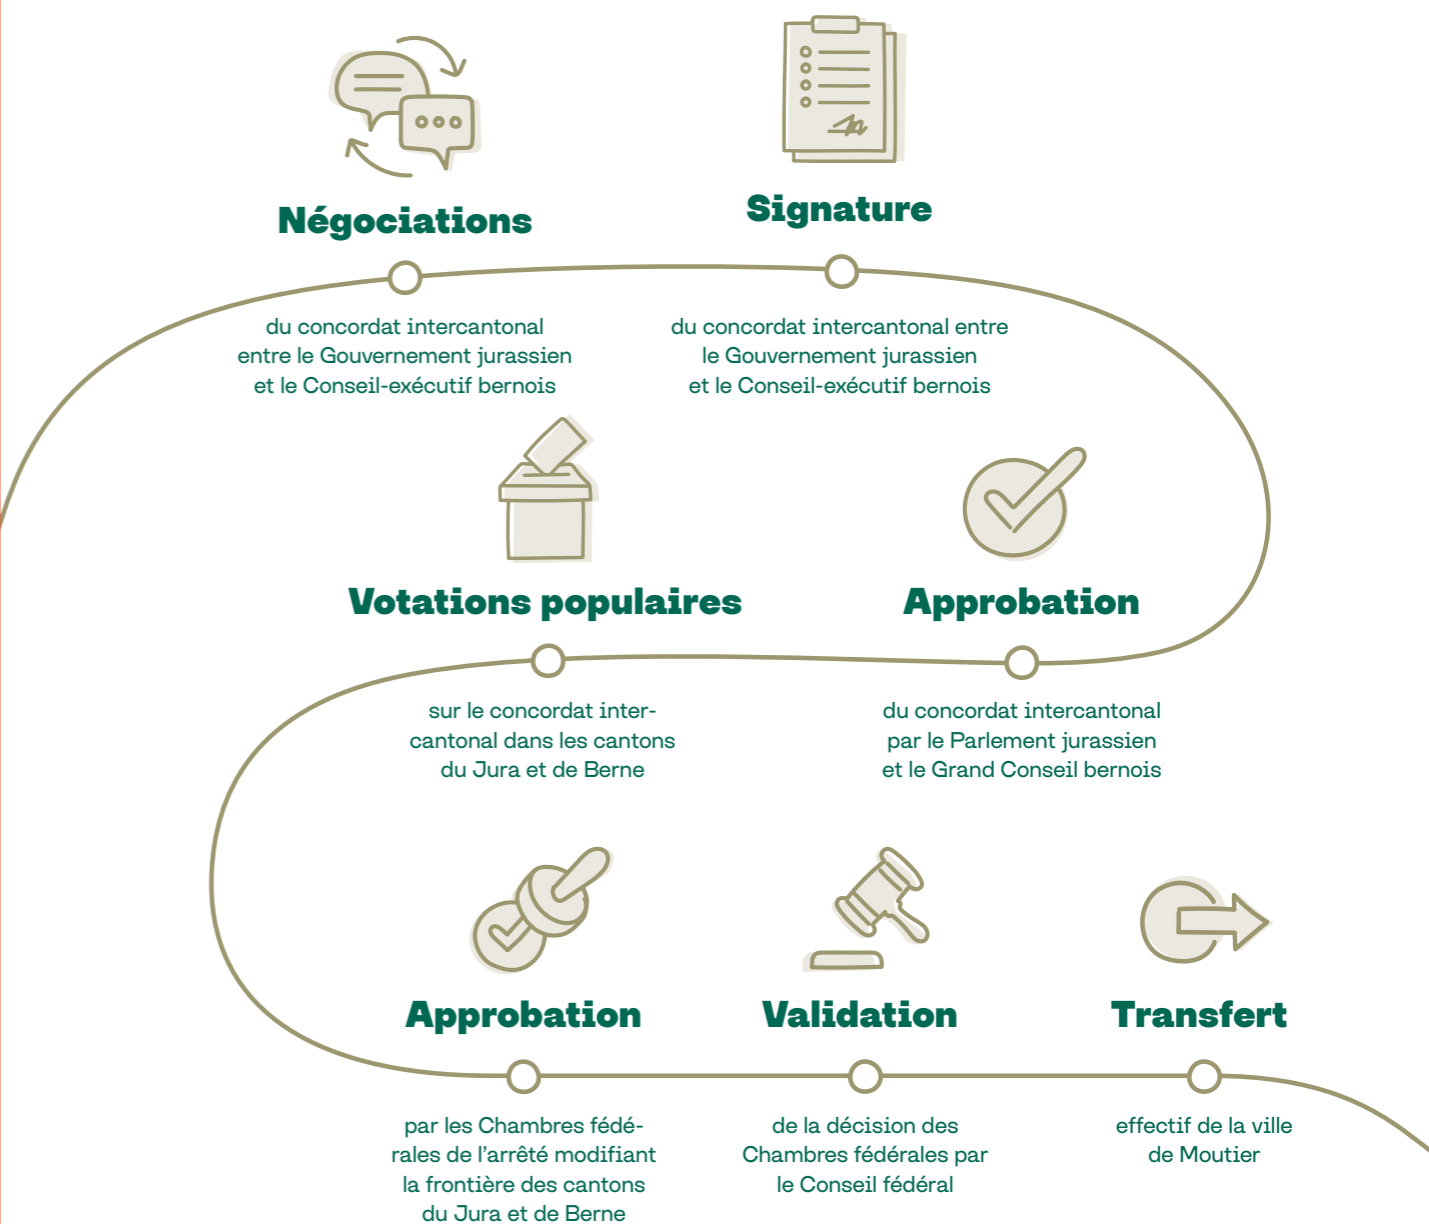 Négociations
du concordat intercantonal
entre le Gouvernement jurassien
et le Conseil-exécutif bernois
Signature
du concordat intercantonal entre
le Gouvernement jurassien
et le Conseil-exécutif bernois
Approbation
du concordat intercantonal
par le Parlement jurassien
et le Grand Conseil bernois
Votations populaires
sur le concordat inter-
cantonal dans les cantons
du Jura et de Berne
Approbation
par les Chambres fédé-
rales de l'arrêté modifiant
la frontière des cantons
du Jura et de Berne
Validation
de la décision des
Chambres fédérales par
le Conseil fédéral
Transfert
effectif de la ville
de Moutier